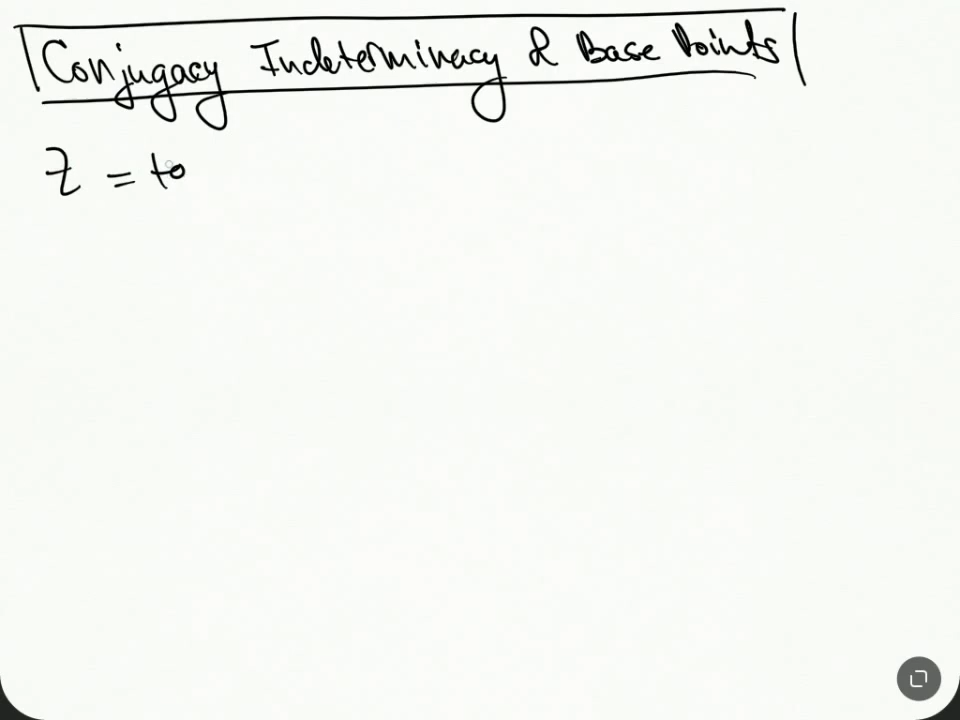 Conjugacy Indeterminacy & Base Points
Z = to